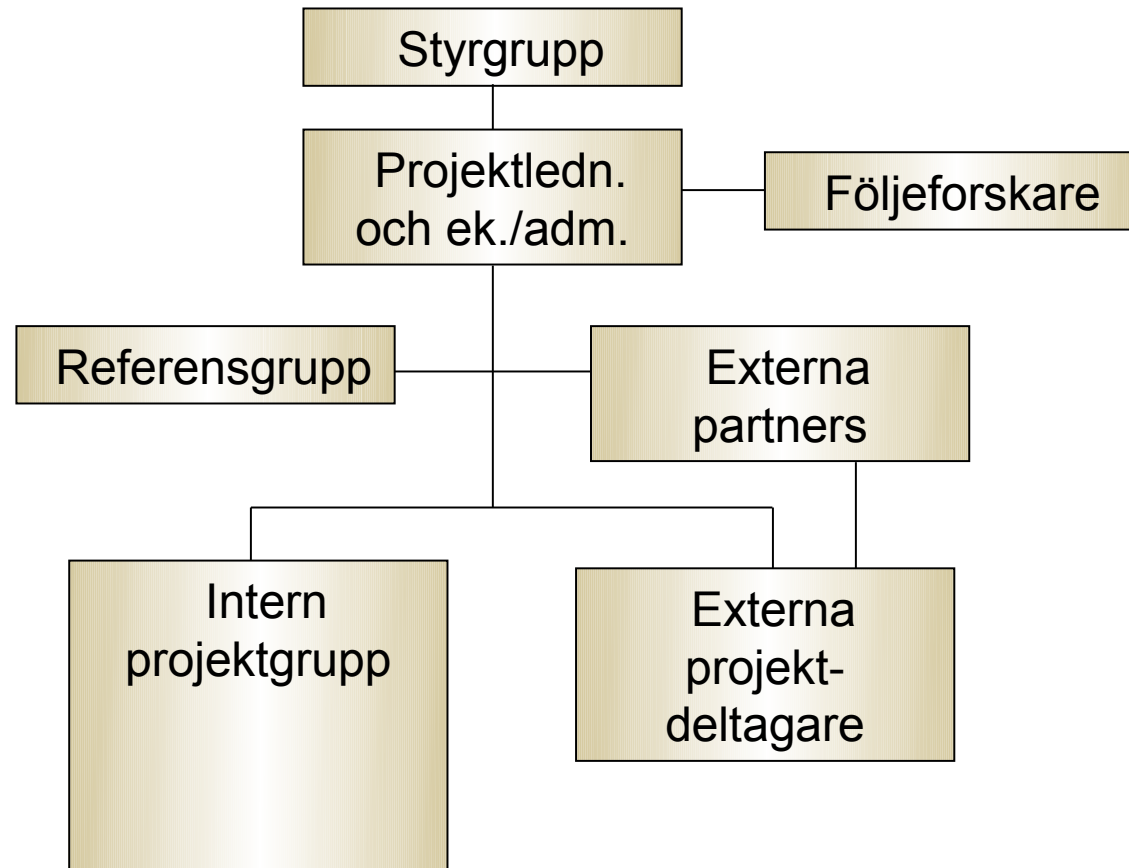 Styrgrupp
Projektledn.
och ek./adm.
Följeforskare
Referensgrupp
Externa
partners
Intern
projektgrupp
Externa
projekt-
deltagare